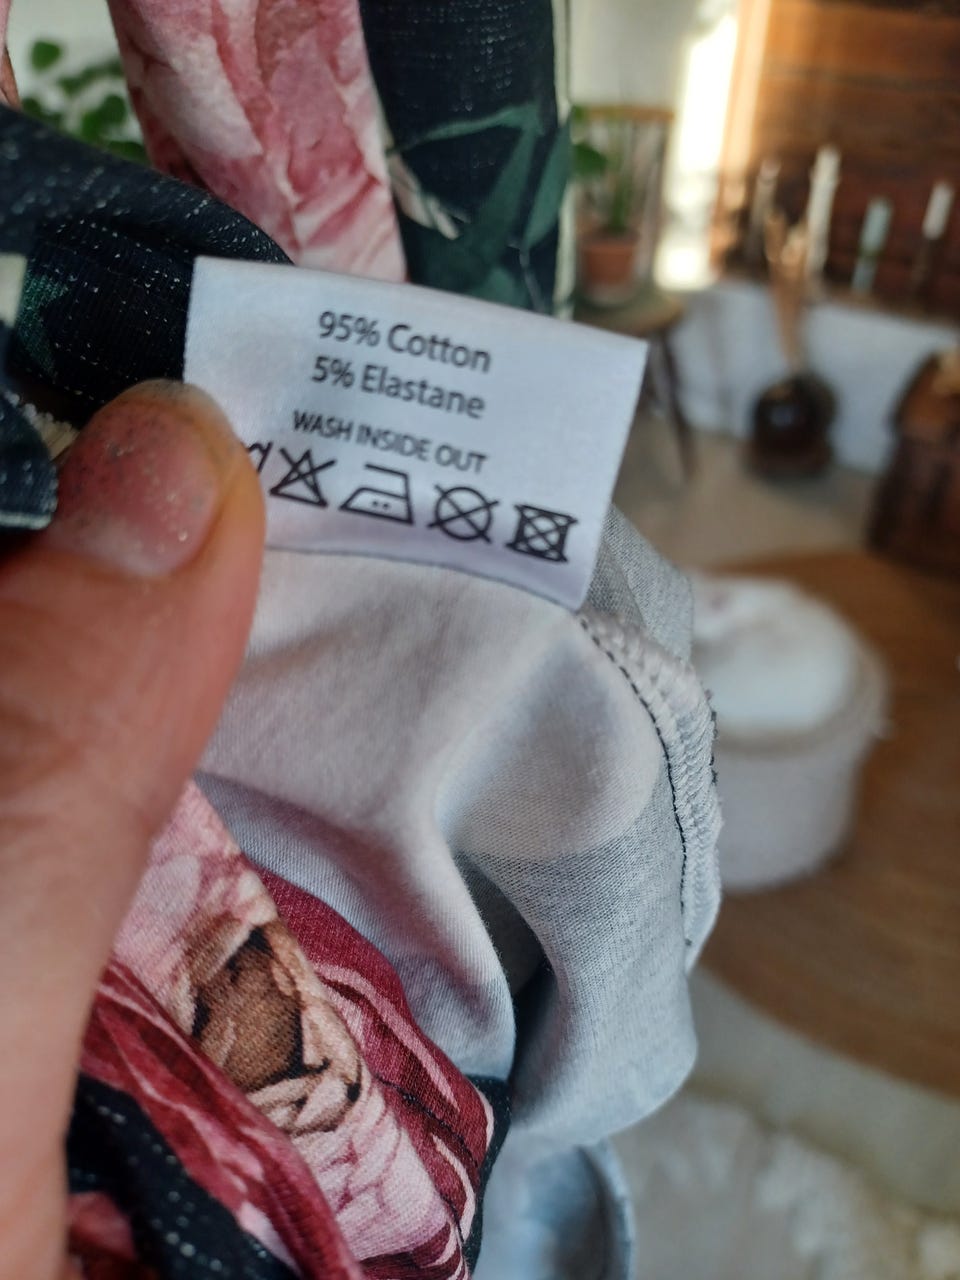 95% Cotton
5% Elastane
WASH INSIDE OUT